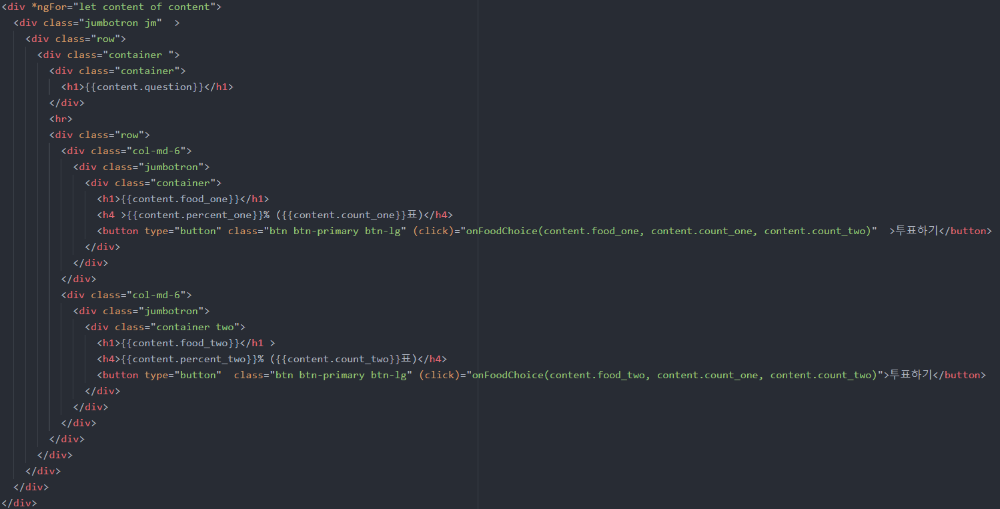 <div *ngFor="let content of content">
  <div class="jumbotron jm"  >
    <div class="row">
      <div class="container ">
        <div class="container">
          <h1>{{content.question}}</h1>
        </div>
        <hr>
        <div class="row">
          <div class="col-md-6">
            <div class="jumbotron">
              <div class="container">
                <h1>{{content.food_one}}</h1>
                <h4 >{{content.percent_one}}% ({{content.count_one}}표)</h4>
                <button type="button" class="btn btn-primary btn-lg" (click)="onFoodChoice(content.food_one, content.count_one, content.count_two)"  >투표하기</button>
              </div>
            </div>
          </div>
          <div class="col-md-6">
            <div class="jumbotron">
              <div class="container two">
                <h1>{{content.food_two}}</h1 >
                <h4>{{content.percent_two}}% ({{content.count_two}}표)</h4>
                <button type="button"  class="btn btn-primary btn-lg" (click)="onFoodChoice(content.food_two, content.count_one, content.count_two)">투표하기</button>
              </div>
            </div>
          </div>
        </div>
      </div>
    </div>
  </div>
</div>